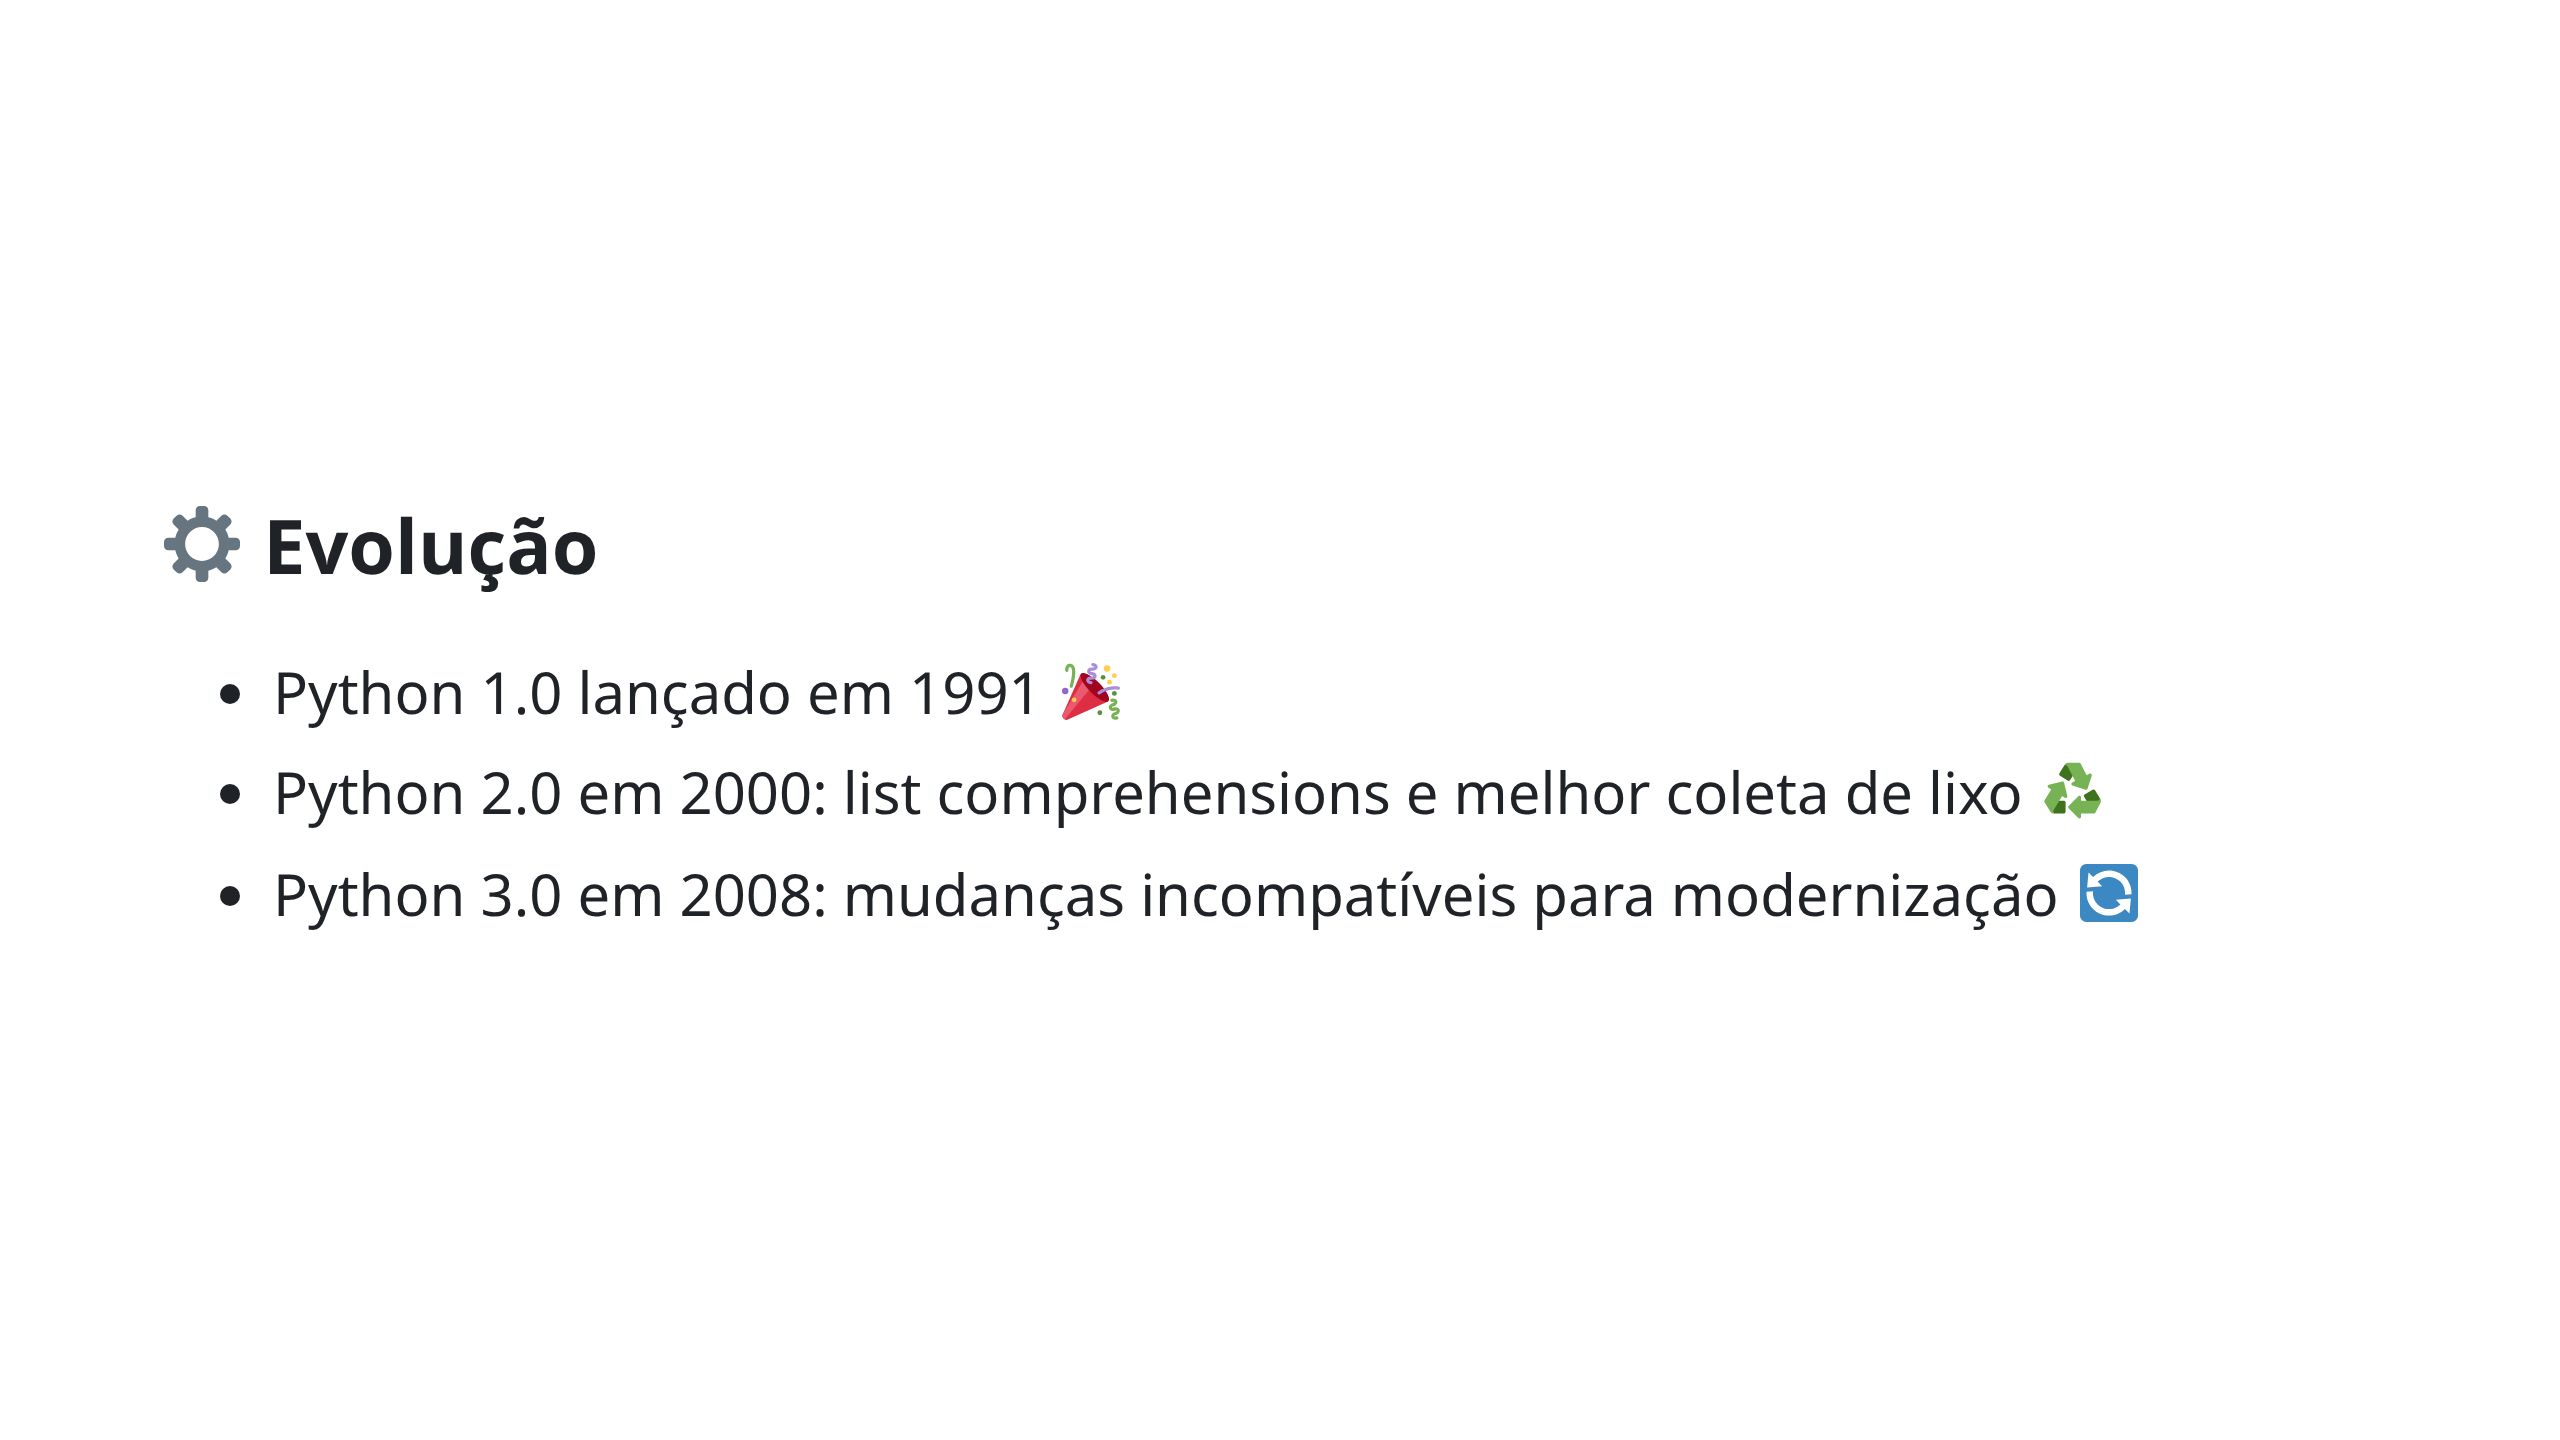 ⚙️ Evolução
• Python 1.0 lançado em 1991 🎉
• Python 2.0 em 2000: list comprehensions e melhor coleta de lixo ♻️
• Python 3.0 em 2008: mudanças incompatíveis para modernização 🔄